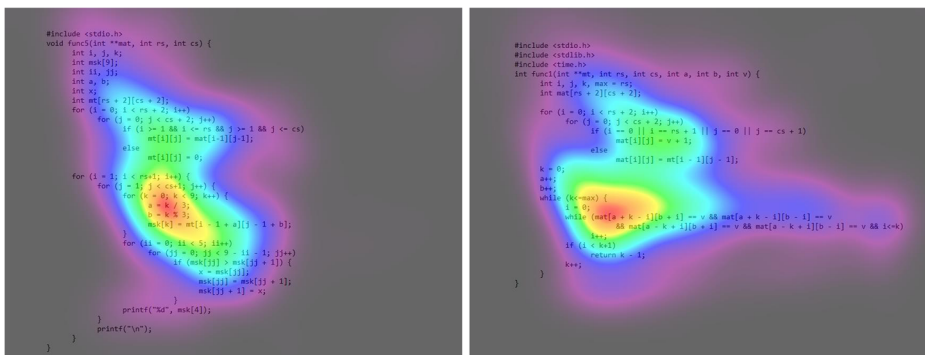 #include <stdio.h>
void func5(int **mat, int rs, int cs) {
int i, j, k;
int msk[9];
int ii, jj;
int a, b;
int x;
int mt[rs + 2][cs + 2];
for (i = 0; i < rs + 2; i++)
for (j = 0; j < cs + 2; j++)
if (i >= 1 && i <= rs && j >= 1 && j <= cs)
mt[i][j] = mat[i-1][j-1];
else
mt[i][j] = 0;
for (i = 1; i < rs+1; i++) {
for (j = 1; j < cs+1; j++) {
for (k = 0; k < 9; k++) {
a = k / 3;
b = k % 3;
msk[k] = mt[i - 1 + a][j - 1 + b];
}
for (ii = 0; ii < 5; ii++)
for (jj = 0; jj < 9 - ii - 1; jj++)
if (msk[jj] > msk[jj + 1]) {
x = msk[jj];
msk[jj] = msk[jj + 1];
msk[jj + 1] = x;
}
printf("%d", msk[4]);
}
printf("\n");
}
}
#include <stdio.h>
#include <stdlib.h>
#include <time.h>
int func1(int **mt, int rs, int cs, int a, int b, int v) {
int i, j, k, max = rs;
int mat[rs + 2][cs + 2];
for (i = 0; i < rs + 2; i++)
for (j = 0; j < cs + 2; j++)
if (i == 0 || i == rs + 1 || j == 0 || j == cs + 1)
mat[i][j] = v + 1;
else
mat[i][j] = mt[i - 1][j - 1];
k = 0;
a++;
b++;
while (k<=max) {
i = 0;
while (mat[a + k - i][b + i] == v && mat[a + k - i][b - i] == v
&& mat[a - k + i][b + i] == v && mat[a - k + i][b - i] == v && i<=k)
i++;
if (i < k+1)
return k - 1;
k++;
}
}